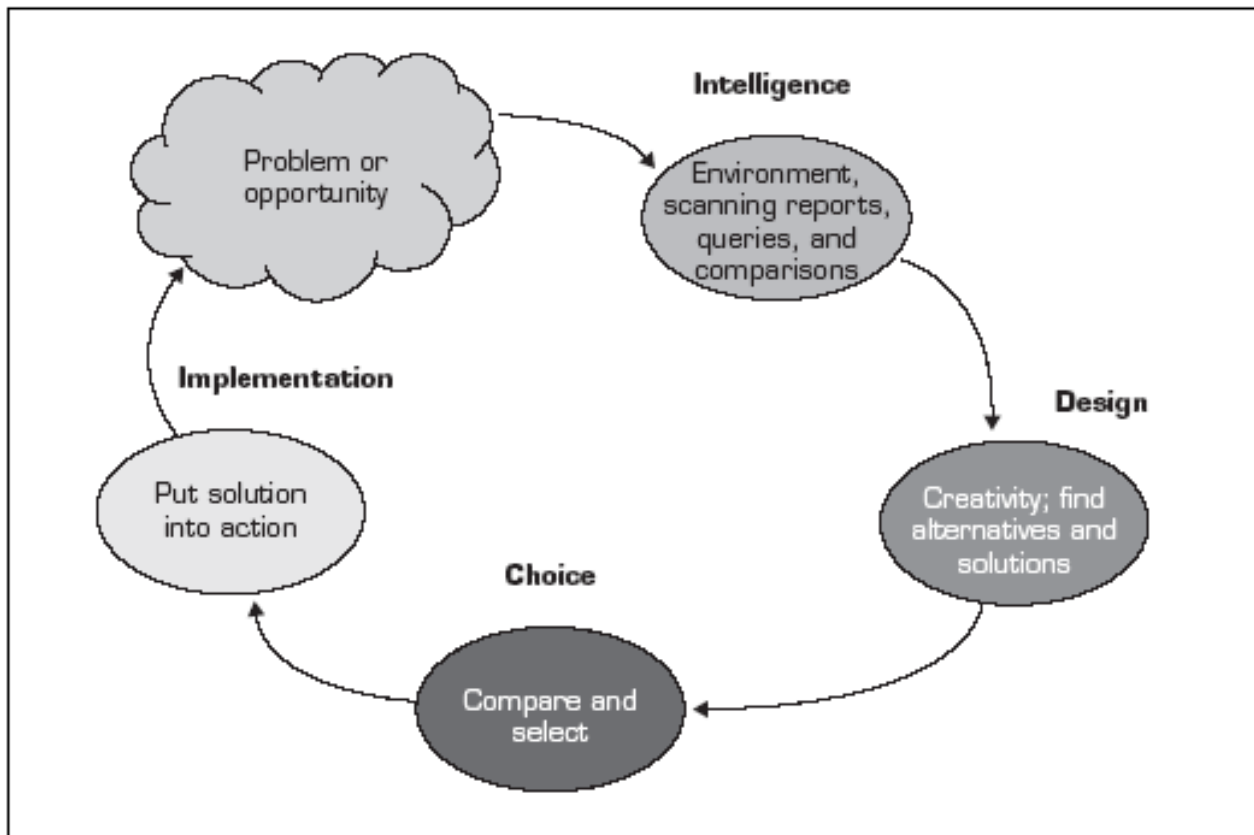 Problem or
opportunity
Intelligence
Environment,
scanning reports,
queries, and
comparisons
Design
Creativity; find
alternatives and
solutions
Choice
Compare and
select
Implementation
Put solution
into action